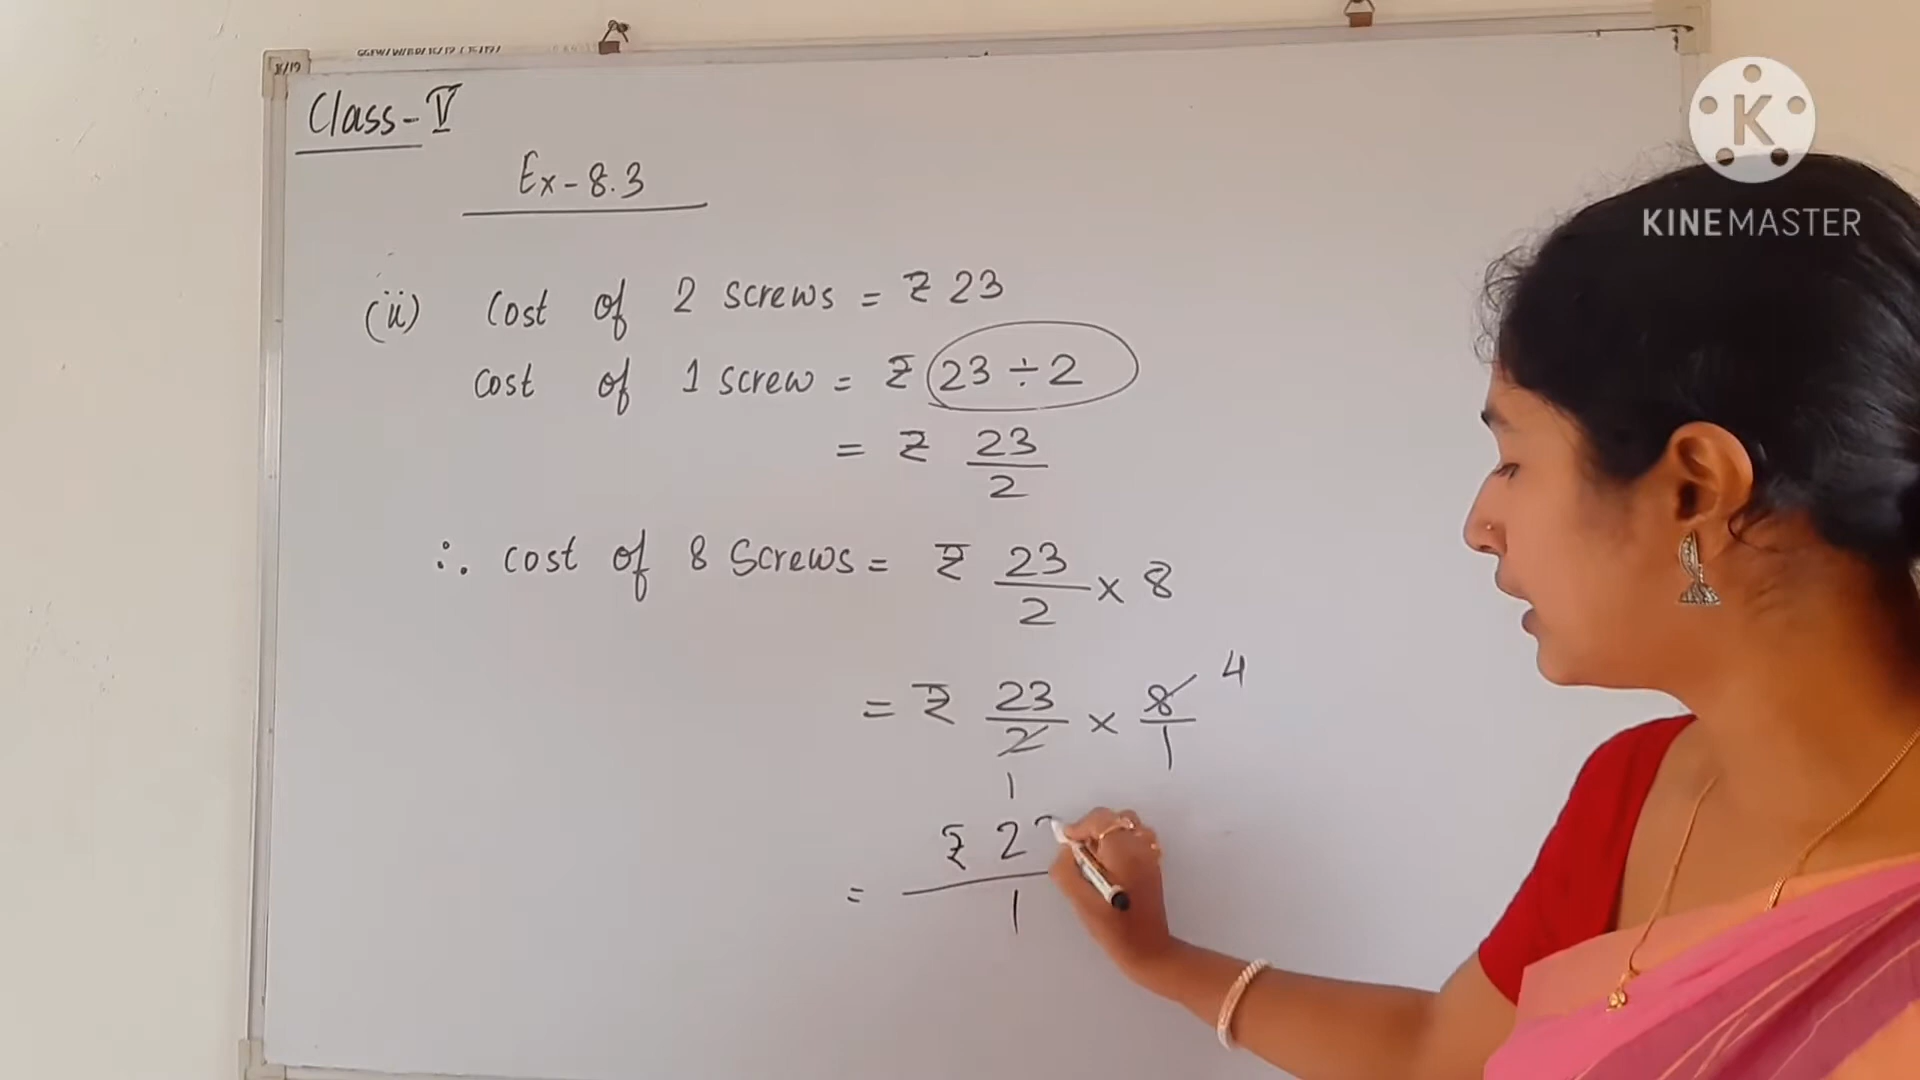 Class-V
Ex-8.3
(ii) Cost of 2 screws = ₹ 23
Cost of 1 screw = ₹ 23 ÷ 2
= ₹ 23/2
∴ cost of 8 Screws = ₹ 23/2 × 8
= ₹ 23/2 × 8/1 4
1
= ₹ 2 /1
K
KINEMASTER